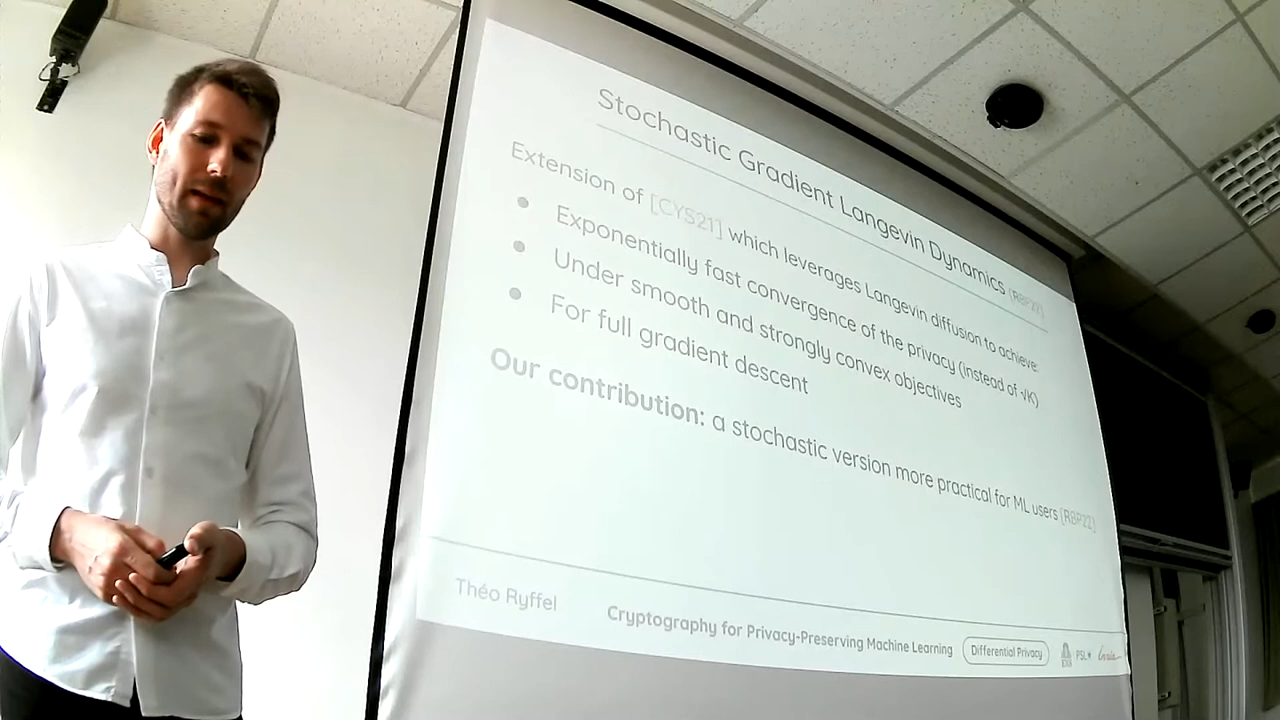 Stochastic Gradient Langevin Dynamics [RBP22]
Extension of [CYS21] which leverages Langevin diffusion to achieve:
Exponentially fast convergence of the privacy (instead of √K)
Under smooth and strongly convex objectives
For full gradient descent
Our contribution: a stochastic version more practical for ML users [RBP22]
Théo Ryffel
Cryptography for Privacy-Preserving Machine Learning
Differential Privacy
ENS
PSL★
Inria